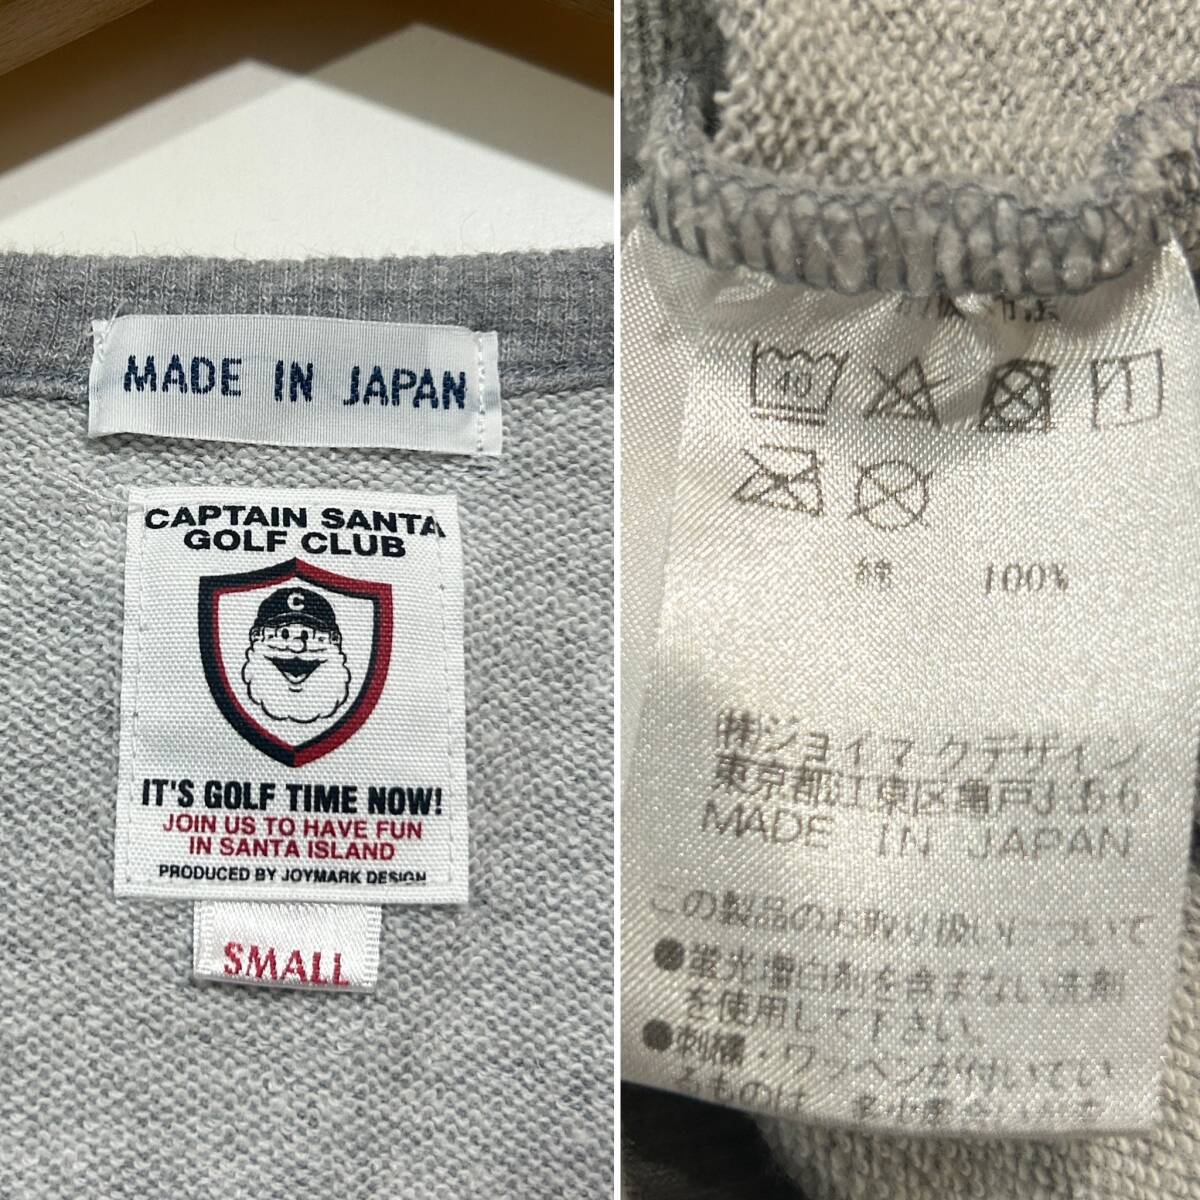 MADE IN JAPAN
CAPTAIN SANTA
GOLF CLUB
C
IT'S GOLF TIME NOW!
JOIN US TO HAVE FUN
IN SANTA ISLAND
PRODUCED BY JOYMARK DESIGN
SMALL
40
綿 100%
㈱ジョイマークデザイン
東京都江東区亀戸
MADE IN JAPAN
この製品のお取り扱いについて
●蛍光増白剤を含まない洗剤
を使用して下さい。
●刺繍・ワッペンが付いてい
るものは、